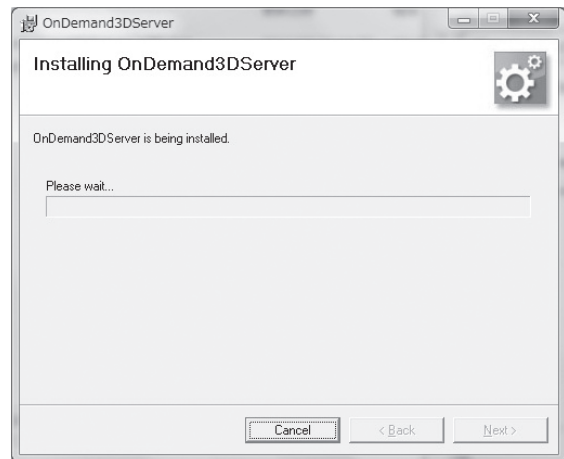 OnDemand3DServer
Installing OnDemand3DServer
OnDemand3DServer is being installed.
Please wait...
Cancel
< Back
Next >